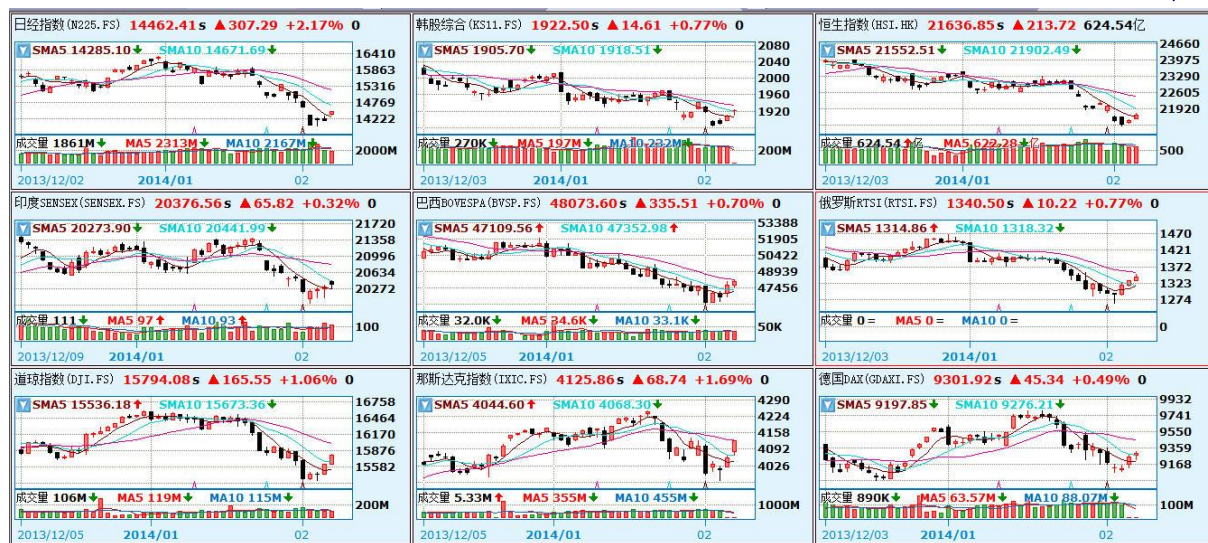 日经指数(N225.FS) 14462.41s ▲307.29 +2.17% 0
SMA5 14285.10↓ SMA10 14671.69↓
16410
15863
15316
14769
14222
成交量 1861M↓ MA5 2313M↓ MA10 2167M↓
2000M
2013/12/02 2014/01 02
韩股综合(KS11.FS) 1922.50s ▲14.61 +0.77% 0
SMA5 1905.70↓ SMA10 1918.51↓
2080
2040
2000
1960
1920
成交量 270K↓ MA5 197M↓ MA10 232M↓
200M
2013/12/03 2014/01 02
恒生指数(HSI.HK) 21636.85s ▲213.72 624.54亿
SMA5 21552.51↓ SMA10 21902.49↓
24660
23975
23290
22605
21920
成交量 624.54↑亿 MA5 622.28↓亿
500
2013/12/03 2014/01 02
印度SENSEX(SENSEX.FS) 20376.56s ▲65.82 +0.32% 0
SMA5 20273.90↓ SMA10 20441.99↓
21720
21358
20996
20634
20272
成交量 111↓ MA5 97↑ MA10 93↑
100
2013/12/09 2014/01 02
巴西BOVESPA(BVSP.FS) 48073.60s ▲335.51 +0.70% 0
SMA5 47109.56↑ SMA10 47352.98↑
53388
51905
50422
48939
47456
成交量 32.0K↓ MA5 34.6K↓ MA10 33.1K↓
50K
2013/12/05 2014/01 02
俄罗斯RTSI(RTSI.FS) 1340.50s ▲10.22 +0.77% 0
SMA5 1314.86↑ SMA10 1318.32↓
1470
1421
1372
1323
1274
成交量 0= MA5 0= MA10 0=
0
2013/12/03 2014/01 02
道琼指数(DJI.FS) 15794.08s ▲165.55 +1.06% 0
SMA5 15536.18↑ SMA10 15673.36↓
16758
16464
16170
15876
15582
成交量 106M↓ MA5 119M↓ MA10 115M↓
200M
2013/12/05 2014/01 02
那斯达克指数(IXIC.FS) 4125.86s ▲68.74 +1.69% 0
SMA5 4044.60↑ SMA10 4068.30↓
4290
4224
4158
4092
4026
成交量 5.33M↑ MA5 355M↓ MA10 455M↓
1000M
2013/12/05 2014/01 02
德国DAX(GDAXI.FS) 9301.92s ▲45.34 +0.49% 0
SMA5 9197.85↓ SMA10 9276.21↓
9932
9741
9550
9359
9168
成交量 890K↓ MA5 63.57M↓ MA10 88.07M↓
100M
2013/12/03 2014/01 02